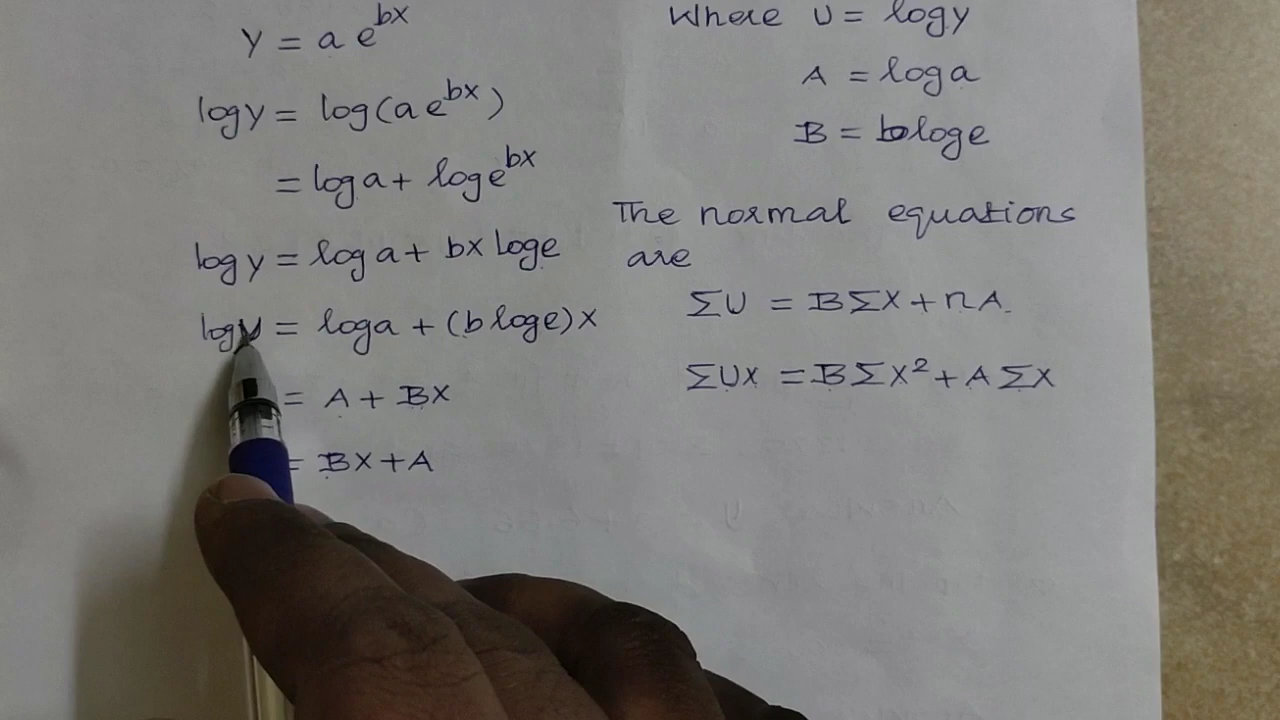 y = a e^bx
log y = log(a e^bx)
= log a + log e^bx
log y = log a + bx log e
log y = log a + (b log e) x
= A + BX
= BX + A
Where U = log y
A = log a
B = b log e
The normal equations
are
ΣU = BΣX + nA
ΣUX = BΣX² + AΣX